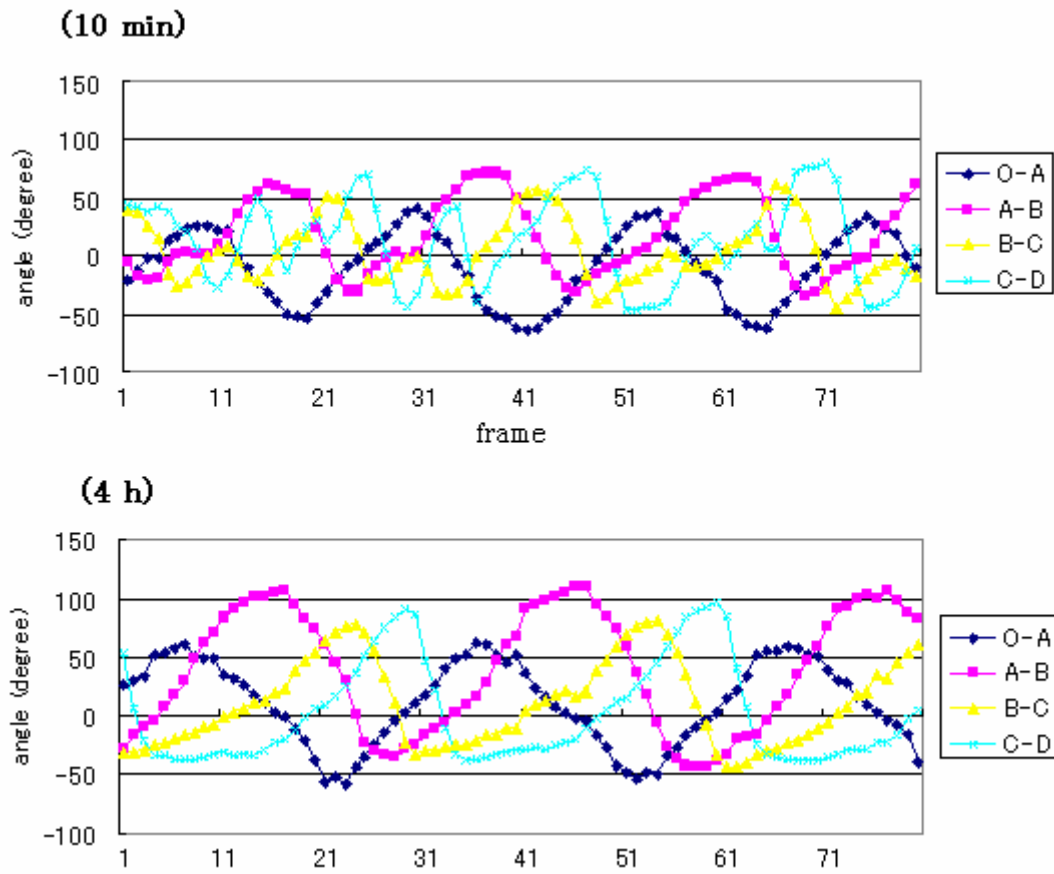 (10 min)
150
100
50
0
-50
-100
angle (degree)
1 11 21 31 41 51 61 71
frame
O-A
A-B
B-C
C-D
(4 h)
150
100
50
0
-50
-100
angle (degree)
1 11 21 31 41 51 61 71
O-A
A-B
B-C
C-D